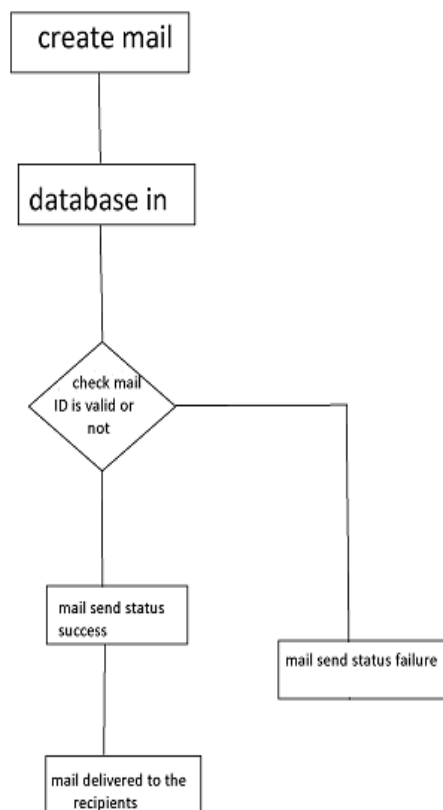 create mail
database in
check mail
ID is valid or
not
mail send status
success
mail send status failure
mail delivered to the
recipients